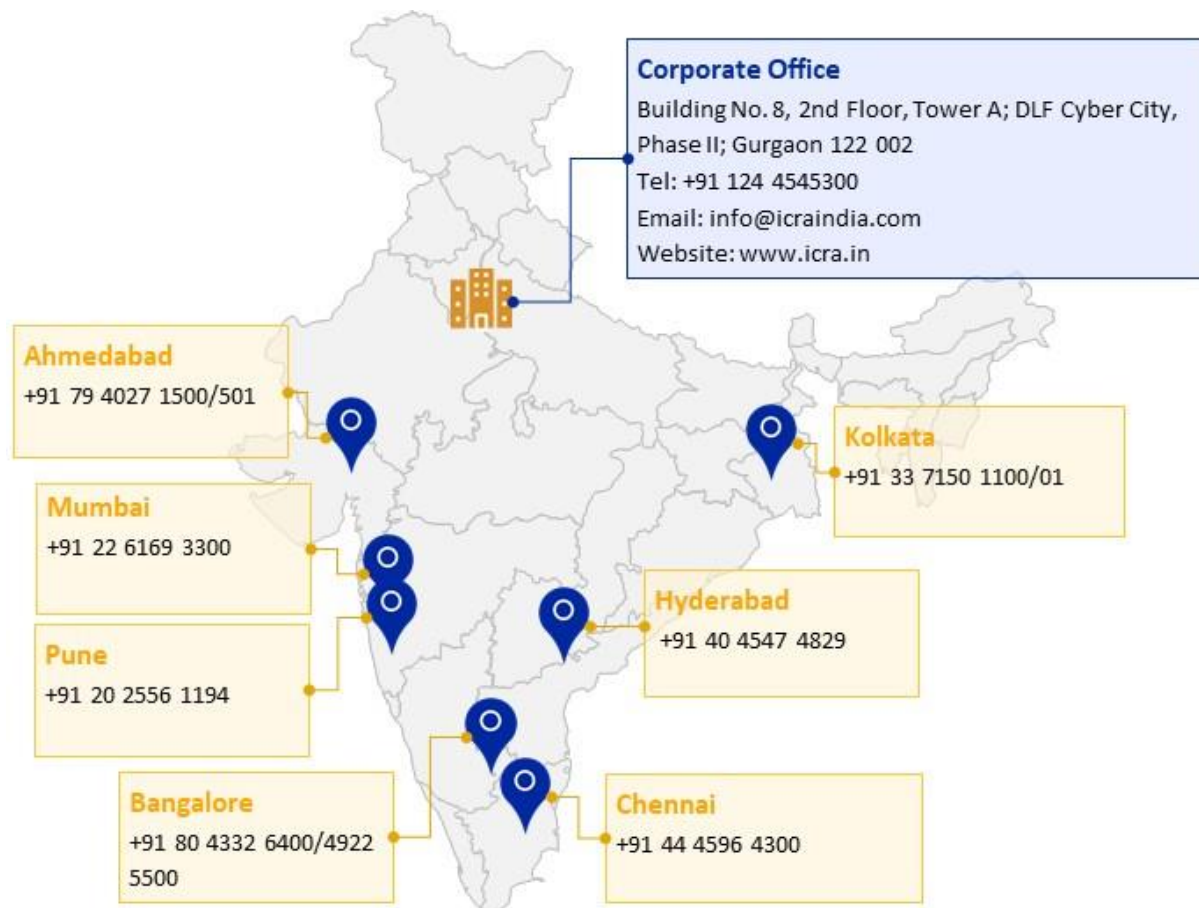 Corporate Office
Building No. 8, 2nd Floor, Tower A; DLF Cyber City,
Phase II; Gurgaon 122 002
Tel: +91 124 4545300
Email: info@icraindia.com
Website: www.icra.in
Ahmedabad
+91 79 4027 1500/501
Kolkata
+91 33 7150 1100/01
Mumbai
+91 22 6169 3300
Hyderabad
+91 40 4547 4829
Pune
+91 20 2556 1194
Bangalore
+91 80 4332 6400/4922
5500
Chennai
+91 44 4596 4300